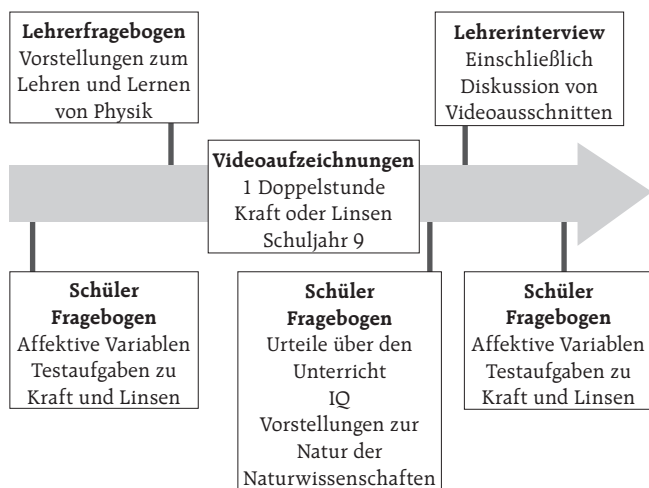 Lehrerfragebogen
Vorstellungen zum
Lehren und Lernen
von Physik
Lehrerinterview
Einschließlich
Diskussion von
Videoausschnitten
Videoaufzeichnungen
1 Doppelstunde
Kraft oder Linsen
Schuljahr 9
Schüler
Fragebogen
Affektive Variablen
Testaufgaben zu
Kraft und Linsen
Schüler
Fragebogen
Urteile über den
Unterricht
IQ
Vorstellungen zur
Natur der
Naturwissenschaften
Schüler
Fragebogen
Affektive Variablen
Testaufgaben zu
Kraft und Linsen